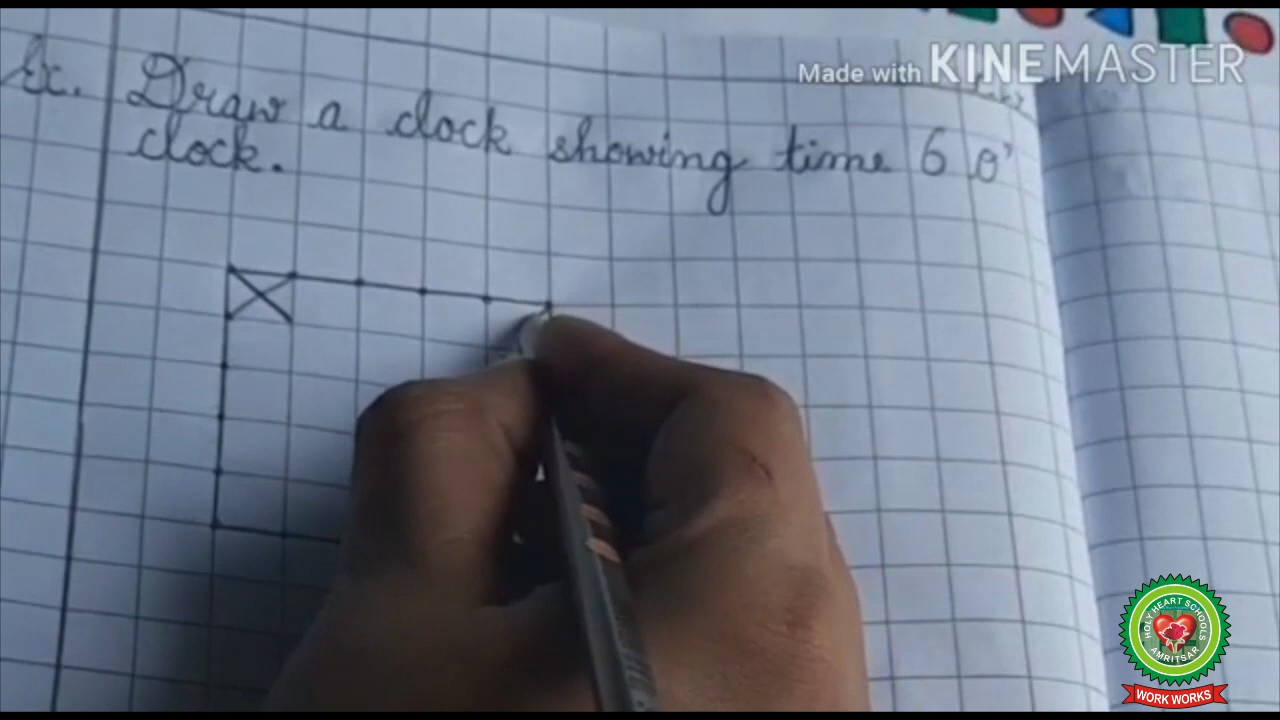 Made with KINEMASTER
Ex. Draw a clock showing time 6 O'
clock.
HOLY HEART SCHOOLS
AMRITSAR
WORK WORKS